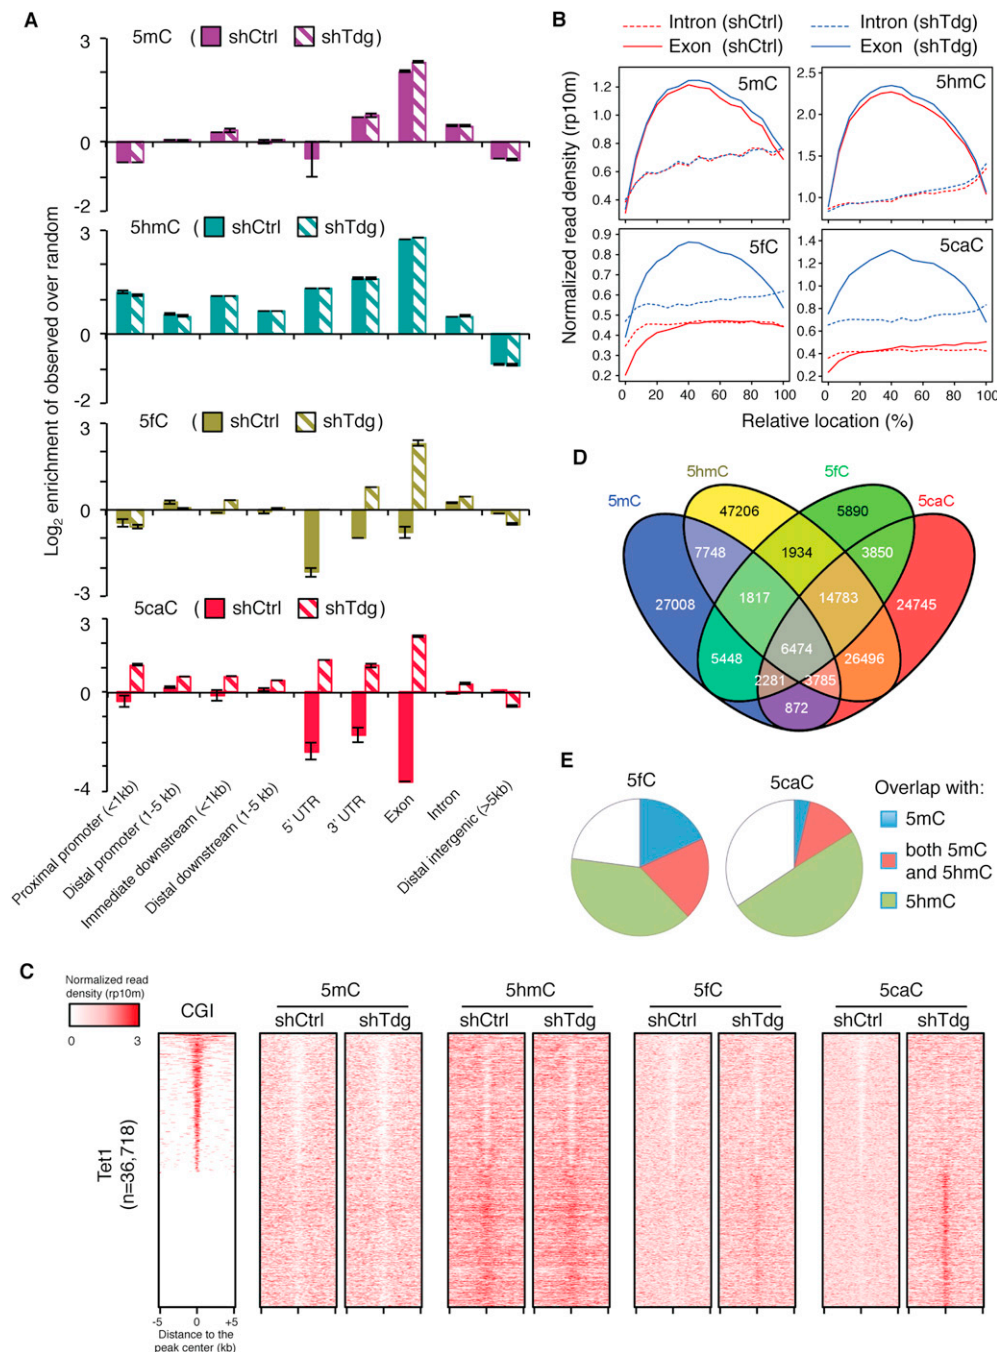 A
5mC ( shCtrl shTdg)
3
0
-2
5hmC ( shCtrl shTdg)
3
0
-2
5fC ( shCtrl shTdg)
3
0
-3
5caC ( shCtrl shTdg)
3
0
-4
Log2 enrichment of observed over random
Proximal promoter (<1kb)
Distal promoter (1-5 kb)
Immediate downstream (<1kb)
Distal downstream (1-5 kb)
5' UTR
3' UTR
Exon
Intron
Distal intergenic (>5kb)
B
Intron (shCtrl) Intron (shTdg)
Exon (shCtrl) Exon (shTdg)
Normalized read density (rp10m)
5mC
1.2
1.0
0.8
0.6
0.4
5hmC
2.5
2.0
1.5
1.0
5fC
0.9
0.8
0.7
0.6
0.5
0.4
0.3
0.2
5caC
1.4
1.2
1.0
0.8
0.6
0.4
0.2
0 20 40 60 80 100 0 20 40 60 80 100
Relative location (%)
D
5mC
5hmC
5fC
5caC
47206
5890
7748
1934
3850
27008
1817
14783
24745
5448
6474
26496
2281
3785
872
E
5fC
5caC
Overlap with:
5mC
both 5mC
and 5hmC
5hmC
C
Normalized read
density (rp10m)
0 3
CGI
5mC
shCtrl shTdg
5hmC
shCtrl shTdg
5fC
shCtrl shTdg
5caC
shCtrl shTdg
Tet1
(n=36,718)
-5 0 +5
Distance to the
peak center (kb)